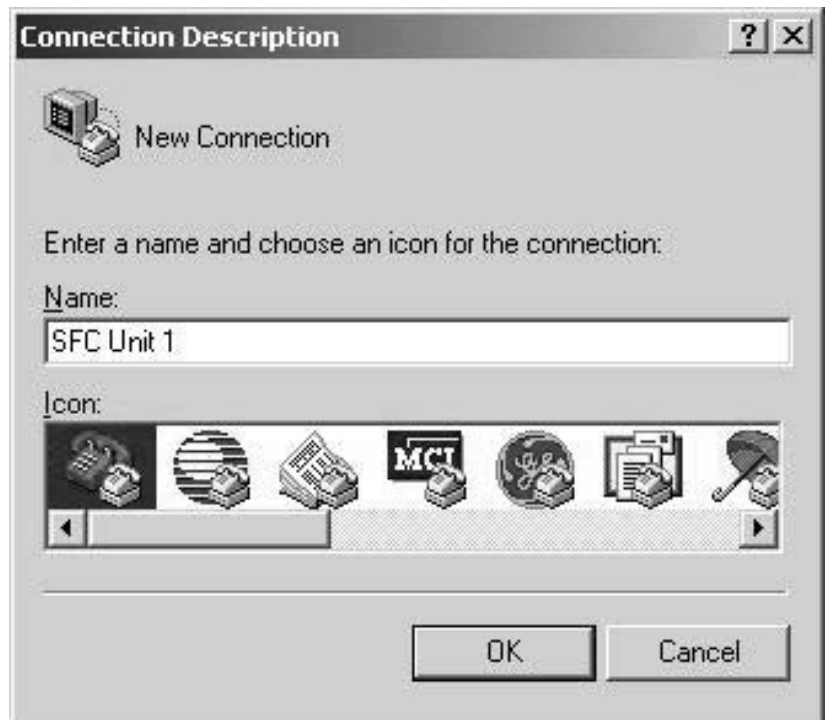 Connection Description
New Connection
Enter a name and choose an icon for the connection:
Name:
SFC Unit 1
Icon:
MCI
OK Cancel